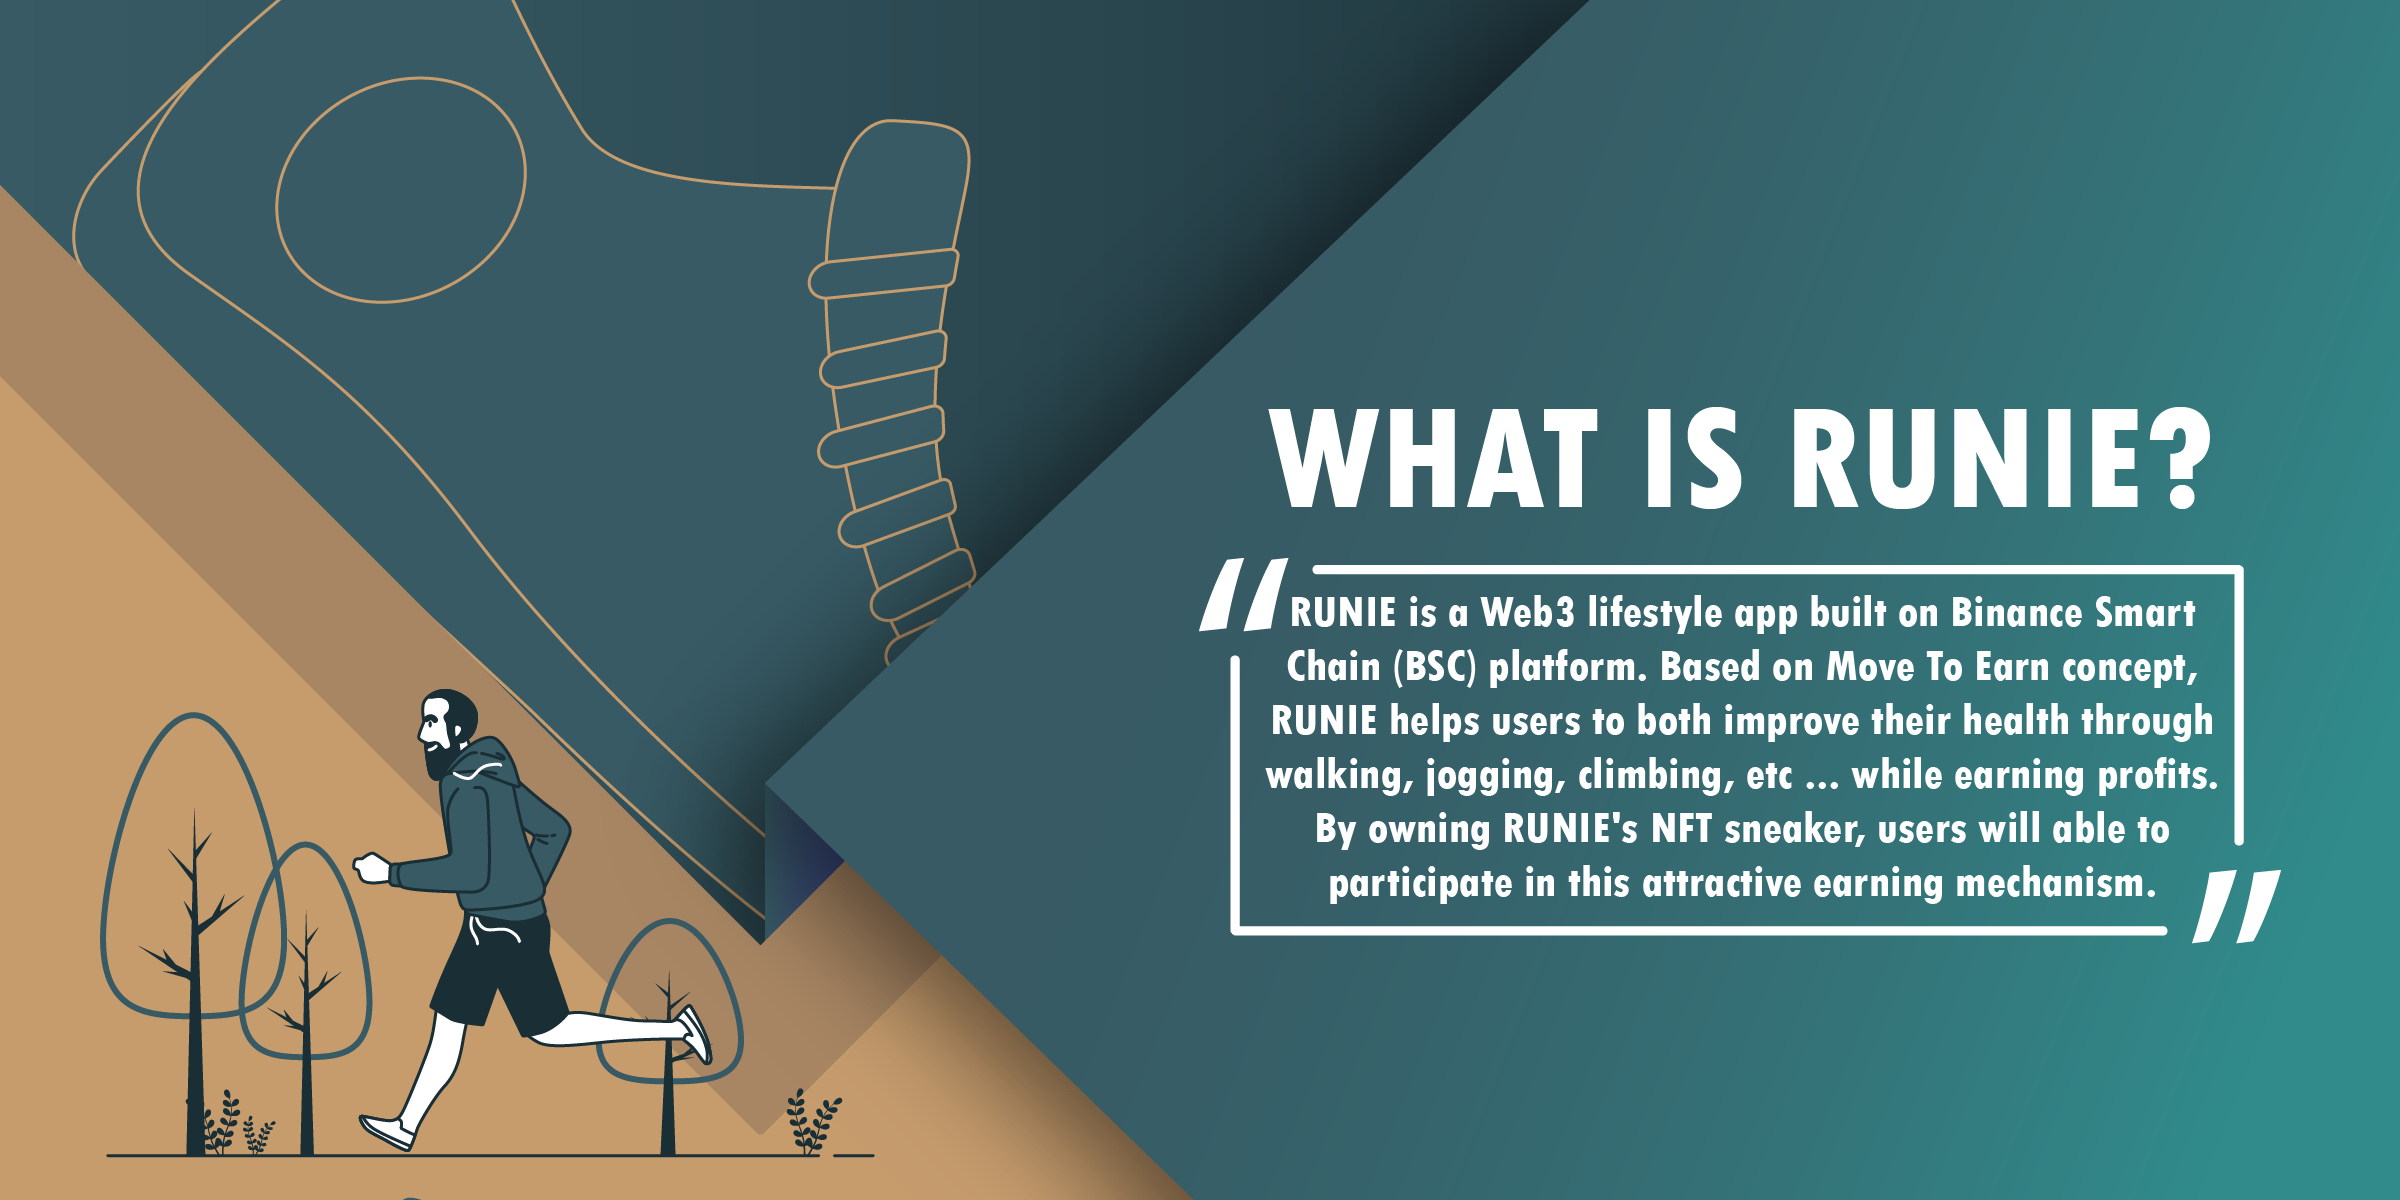 WHAT IS RUNIE?
“RUNIE is a Web3 lifestyle app built on Binance Smart
Chain (BSC) platform. Based on Move To Earn concept,
RUNIE helps users to both improve their health through
walking, jogging, climbing, etc ... while earning profits.
By owning RUNIE's NFT sneaker, users will able to
participate in this attractive earning mechanism.”